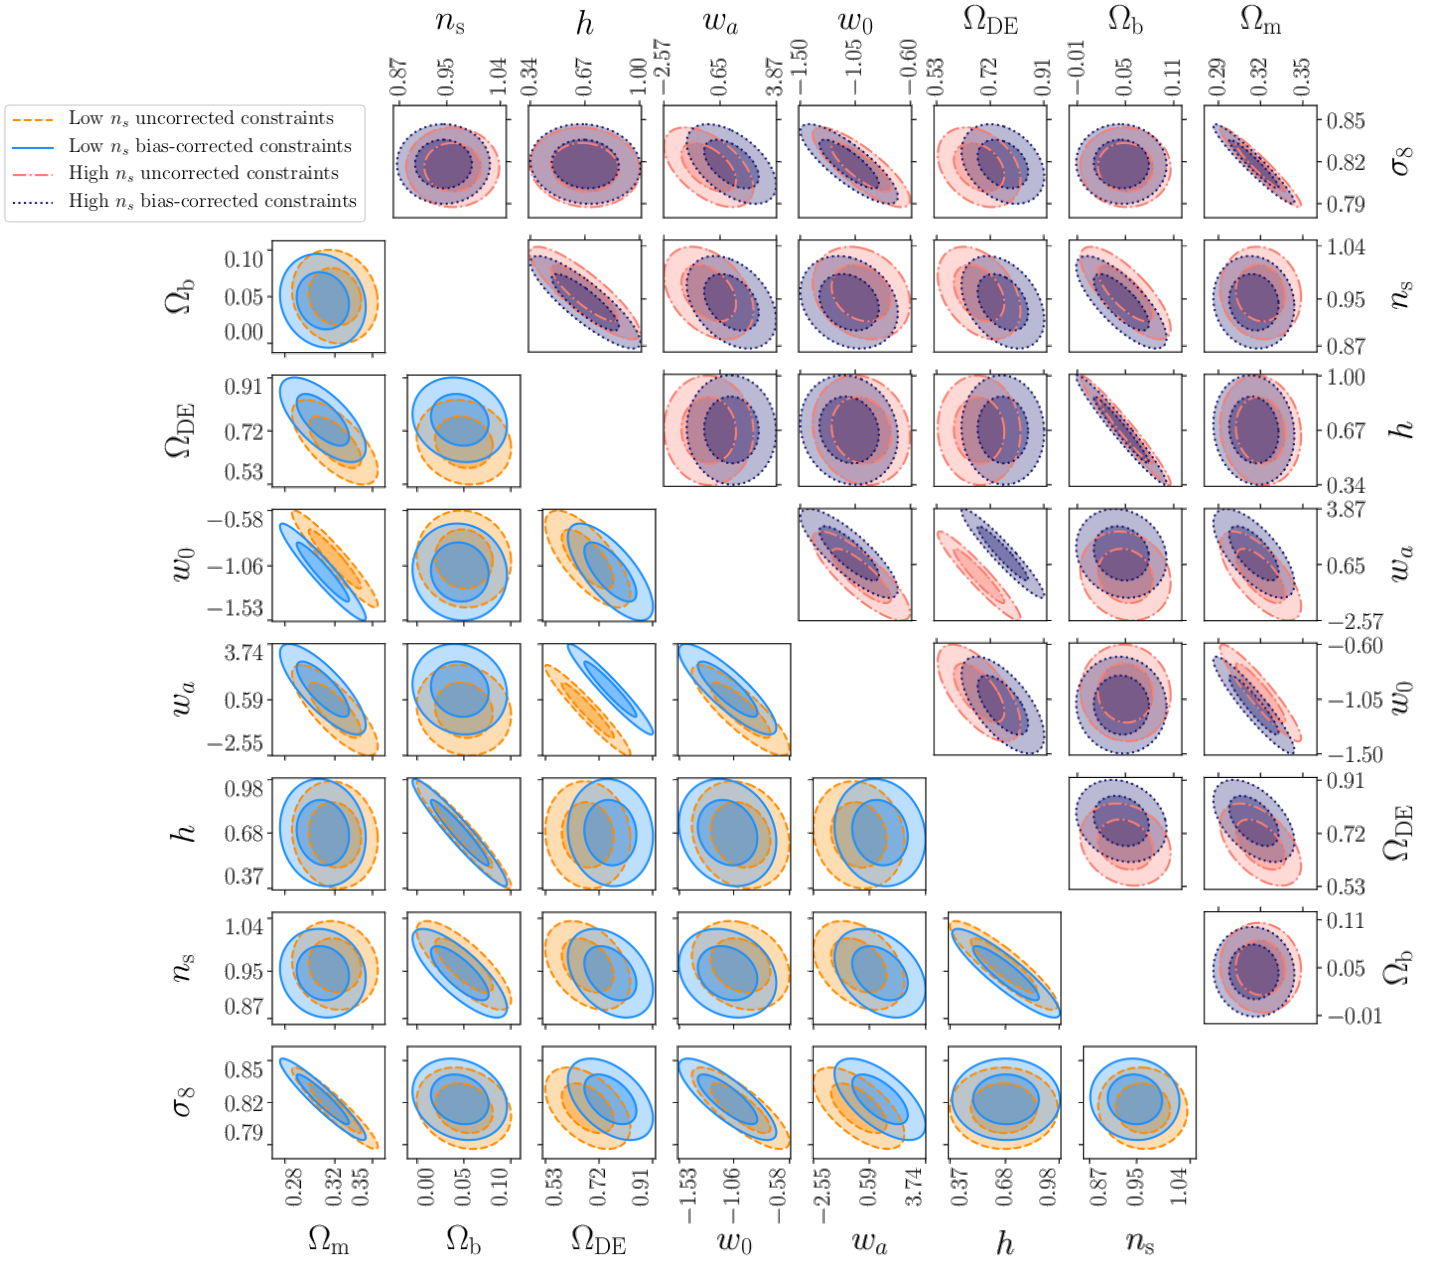 n_s h w_a w_0 Ω_DE Ω_b Ω_m
0.87 0.95 1.04 0.34 0.67 1.00 −2.57 0.65 3.87 −1.50 −1.05 −0.60 0.53 0.72 0.91 −0.01 0.05 0.11 0.29 0.32 0.35
Low n_s uncorrected constraints
Low n_s bias-corrected constraints
High n_s uncorrected constraints
High n_s bias-corrected constraints
0.85
0.82 σ_8
0.79
Ω_b 0.10 0.05 0.00
1.04 0.95 0.87 n_s
Ω_DE 0.91 0.72 0.53
1.00 0.67 0.34 h
w_0 −0.58 −1.06 −1.53
3.87 0.65 −2.57 w_a
w_a 3.74 0.59 −2.55
−0.60 −1.05 −1.50 w_0
h 0.98 0.68 0.37
0.91 0.72 0.53 Ω_DE
n_s 1.04 0.95 0.87
0.11 0.05 −0.01 Ω_b
σ_8 0.85 0.82 0.79
0.28 0.32 0.35 0.00 0.05 0.10 0.53 0.72 0.91 −1.53 −1.06 −0.58 −2.55 0.59 3.74 0.37 0.68 0.98 0.87 0.95 1.04
Ω_m Ω_b Ω_DE w_0 w_a h n_s